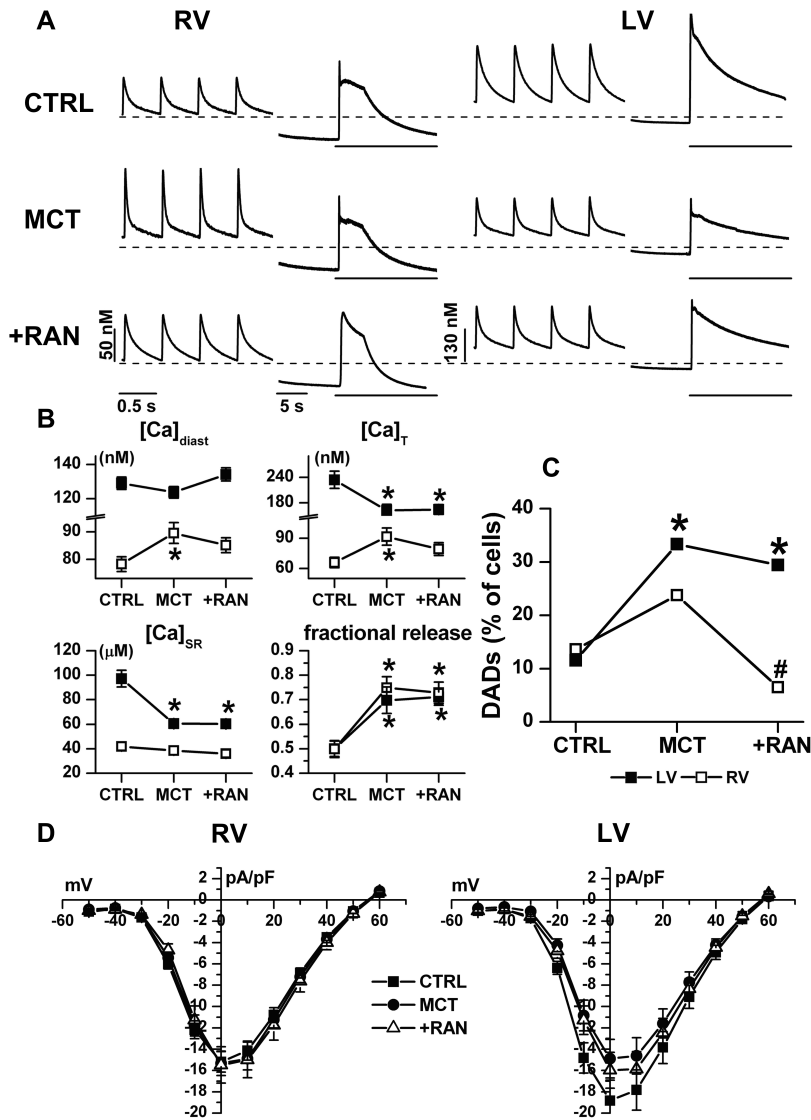 A RV LV
CTRL
MCT
+RAN 50 nM 130 nM
0.5 s 5 s
B [Ca]diast [Ca]T
(nM) (nM)
140
120
90
80
CTRL MCT +RAN
*
240
180
90
60
CTRL MCT +RAN
* *
*
[Ca]SR fractional release
(μM)
120
100
80
60
40
20
CTRL MCT +RAN
* *
0.9
0.8
0.7
0.6
0.5
0.4
CTRL MCT +RAN
* *
* *
C
DADs (% of cells)
40
30
20
10
0
* *
#
CTRL MCT +RAN
LV RV
D RV LV
mV pA/pF
-60 -40 -20 0 20 40 60
2
-2
-4
-6
-8
-10
-12
-14
-16
-18
-20
CTRL
MCT
+RAN
mV pA/pF
-60 -40 -20 0 20 40 60
2
-2
-4
-6
-8
-10
-12
-14
-16
-18
-20